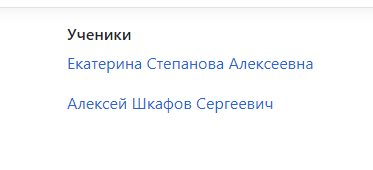 Ученики
Екатерина Степанова Алексеевна
Алексей Шкафов Сергеевич